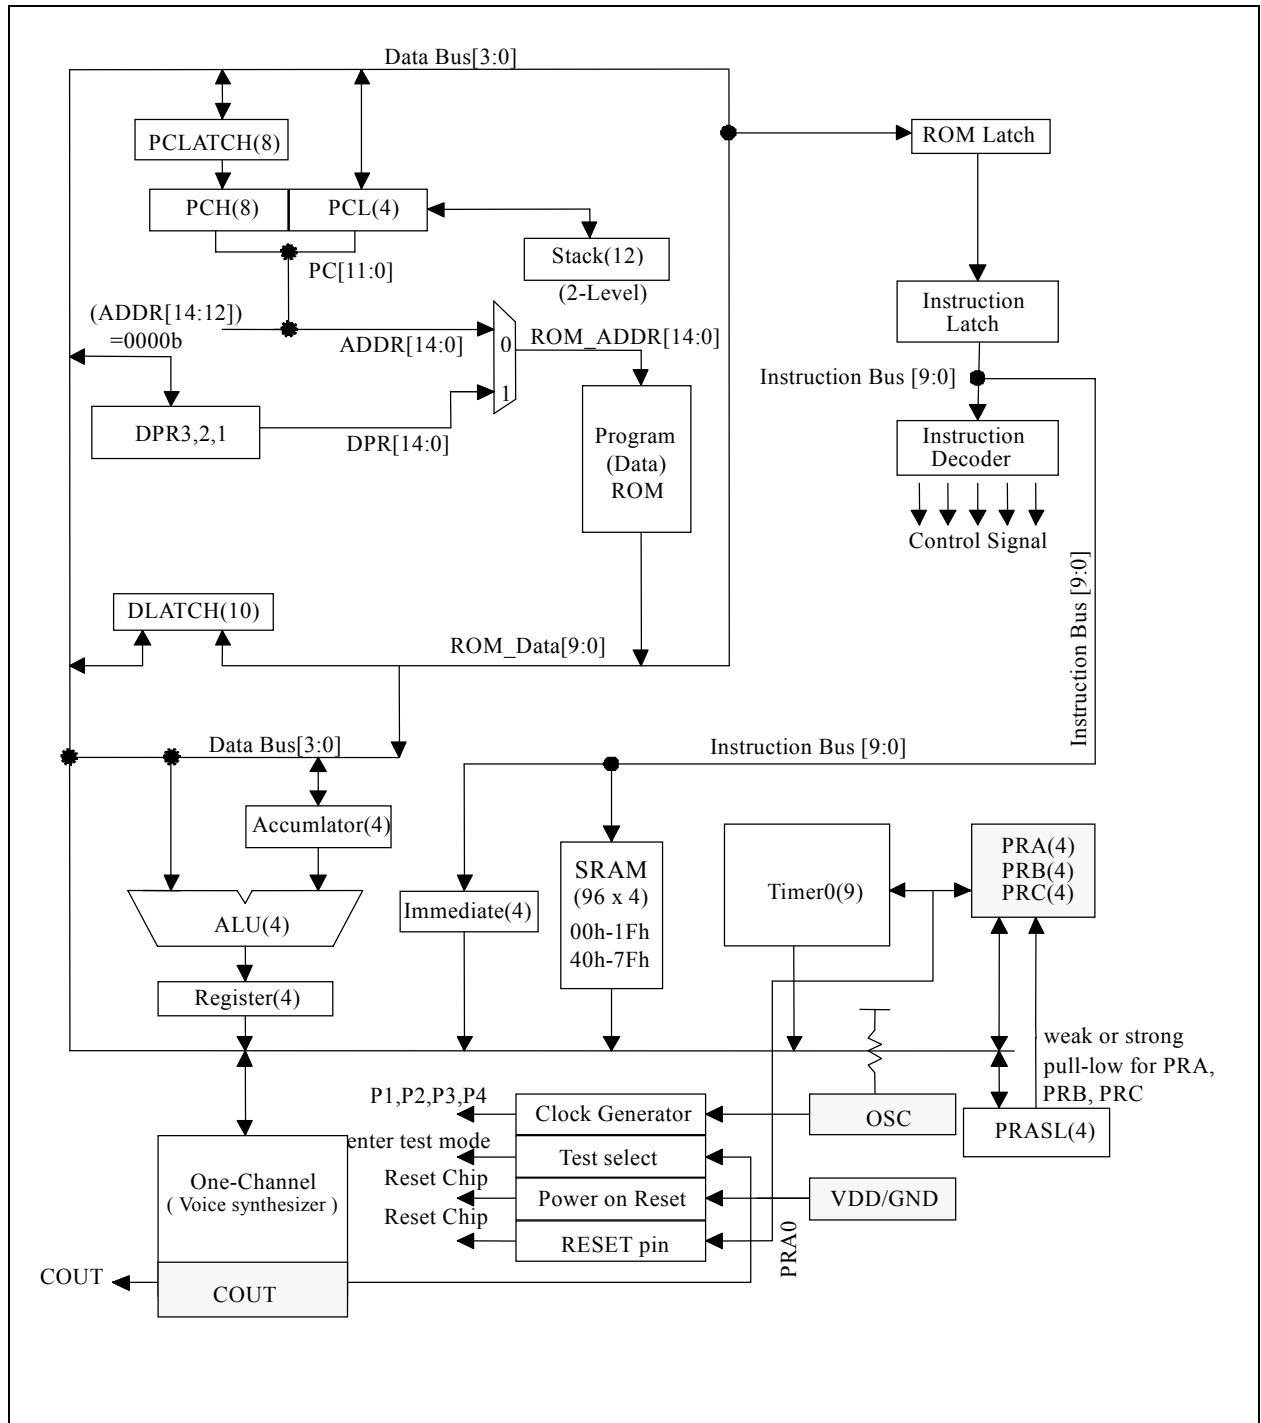 Data Bus[3:0]
PCLATCH(8)
ROM Latch
PCH(8)
PCL(4)
Stack(12)
(2-Level)
PC[11:0]
(ADDR[14:12])
=0000b
ADDR[14:0]
0
1
ROM_ADDR[14:0]
Instruction
Latch
Instruction Bus [9:0]
DPR3,2,1
DPR[14:0]
Program
(Data)
ROM
Instruction
Decoder
Control Signal
Instruction Bus [9:0]
DLATCH(10)
ROM_Data[9:0]
Data Bus[3:0]
Instruction Bus [9:0]
Accumlator(4)
ALU(4)
Register(4)
Immediate(4)
SRAM
(96 x 4)
00h-1Fh
40h-7Fh
Timer0(9)
PRA(4)
PRB(4)
PRC(4)
weak or strong
pull-low for PRA,
PRB, PRC
PRASL(4)
P1,P2,P3,P4
Clock Generator
OSC
enter test mode
Test select
Reset Chip
Power on Reset
VDD/GND
Reset Chip
RESET pin
PRA0
One-Channel
( Voice synthesizer )
COUT
COUT